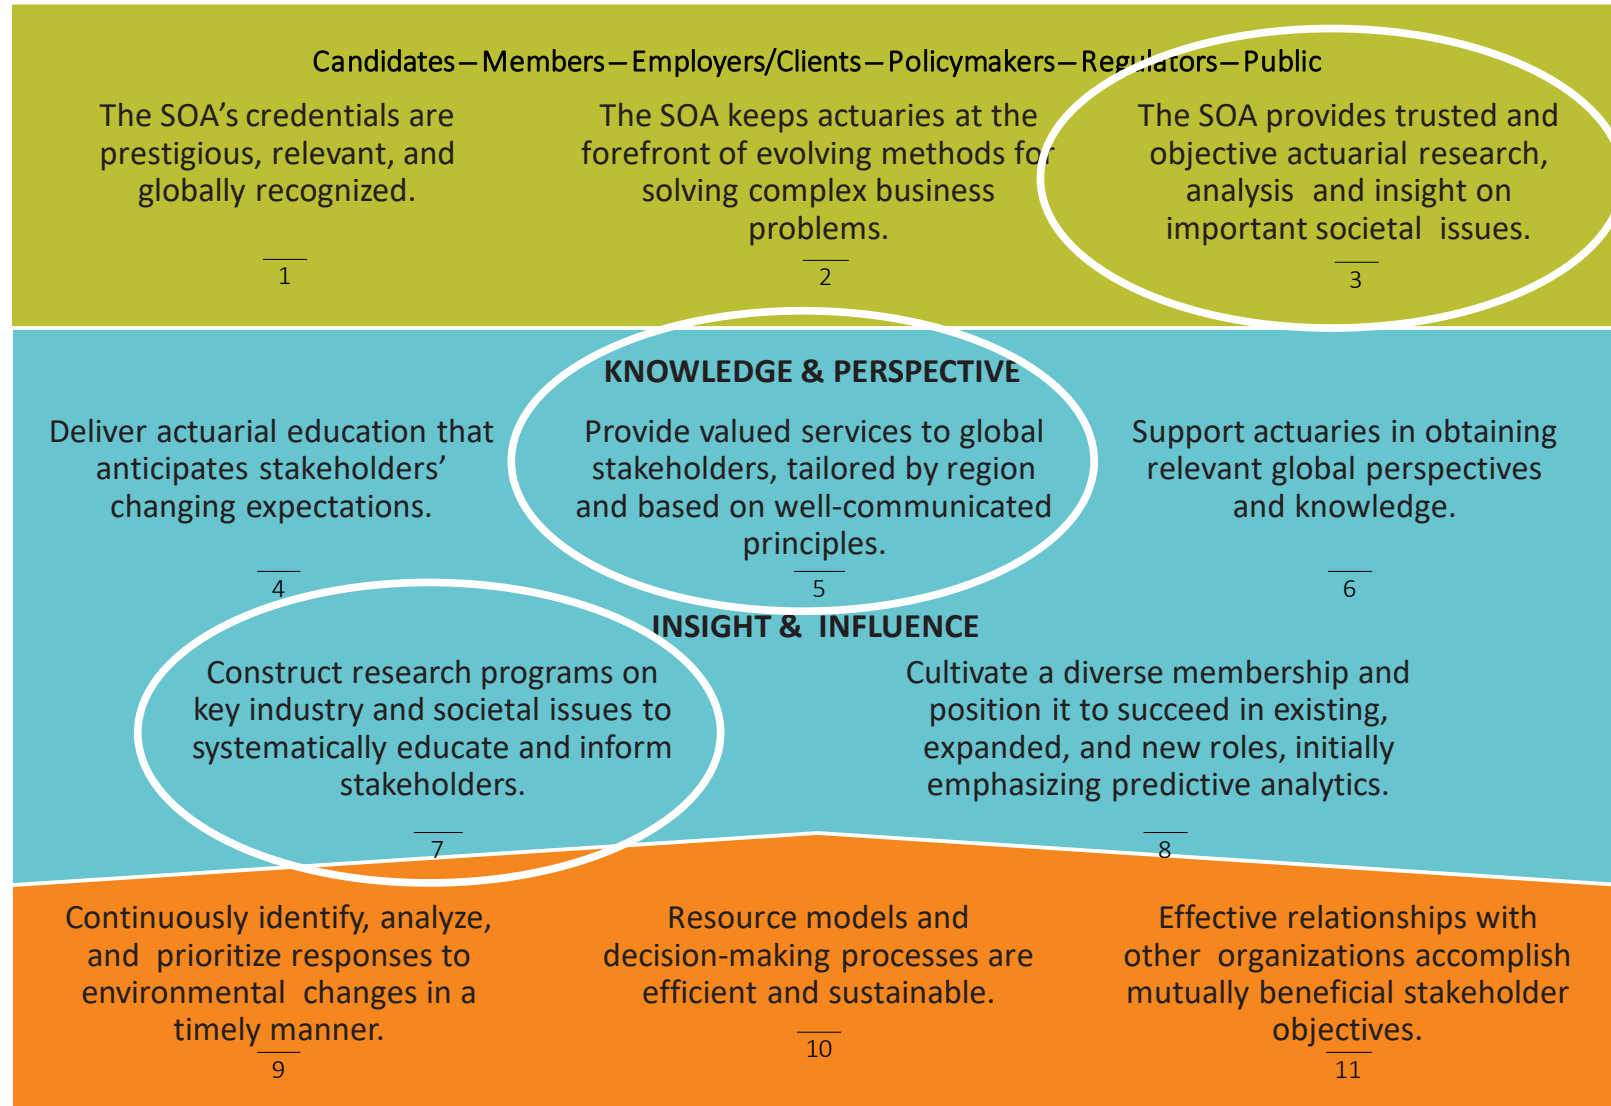 Candidates – Members – Employers/Clients – Policymakers – Regulators – Public
The SOA's credentials are
prestigious, relevant, and
globally recognized.
1
The SOA keeps actuaries at the
forefront of evolving methods for
solving complex business
problems.
2
The SOA provides trusted and
objective actuarial research,
analysis and insight on
important societal issues.
3
KNOWLEDGE & PERSPECTIVE
Deliver actuarial education that
anticipates stakeholders'
changing expectations.
4
Provide valued services to global
stakeholders, tailored by region
and based on well-communicated
principles.
5
Support actuaries in obtaining
relevant global perspectives
and knowledge.
6
INSIGHT & INFLUENCE
Construct research programs on
key industry and societal issues to
systematically educate and inform
stakeholders.
7
Cultivate a diverse membership and
position it to succeed in existing,
expanded, and new roles, initially
emphasizing predictive analytics.
8
Continuously identify, analyze,
and prioritize responses to
environmental changes in a
timely manner.
9
Resource models and
decision-making processes are
efficient and sustainable.
10
Effective relationships with
other organizations accomplish
mutually beneficial stakeholder
objectives.
11